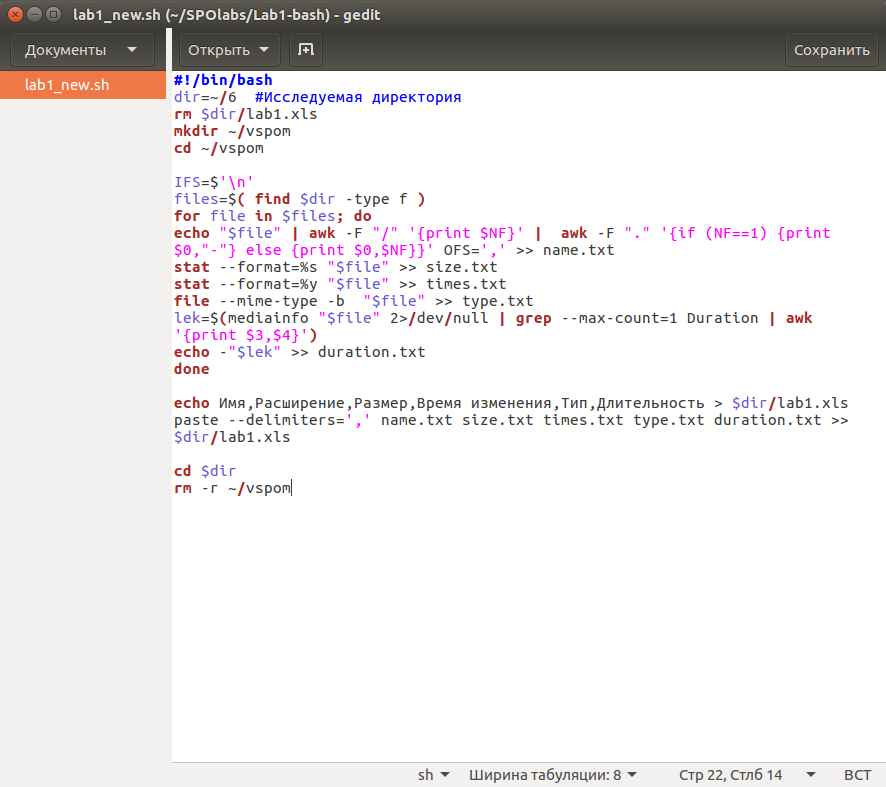 lab1_new.sh (~/SPOlabs/Lab1-bash) - gedit
Документы Открыть Сохранить
lab1_new.sh
#!/bin/bash
dir=~/6  #Исследуемая директория
rm $dir/lab1.xls
mkdir ~/vspom
cd ~/vspom
IFS=$'\n'
files=$( find $dir -type f )
for file in $files; do
echo "$file" | awk -F "/" '{print $NF}' |  awk -F "." '{if (NF==1) {print
$0,"-"} else {print $0,$NF}}' OFS=',' >> name.txt
stat --format=%s "$file" >> size.txt
stat --format=%y "$file" >> times.txt
file --mime-type -b  "$file" >> type.txt
lek=$(mediainfo "$file" 2>/dev/null | grep --max-count=1 Duration | awk
'{print $3,$4}')
echo -"$lek" >> duration.txt
done
echo Имя,Расширение,Размер,Время изменения,Тип,Длительность > $dir/lab1.xls
paste --delimiters=',' name.txt size.txt times.txt type.txt duration.txt >>
$dir/lab1.xls
cd $dir
rm -r ~/vspom
sh Ширина табуляции: 8 Стр 22, Стлб 14 ВСТ